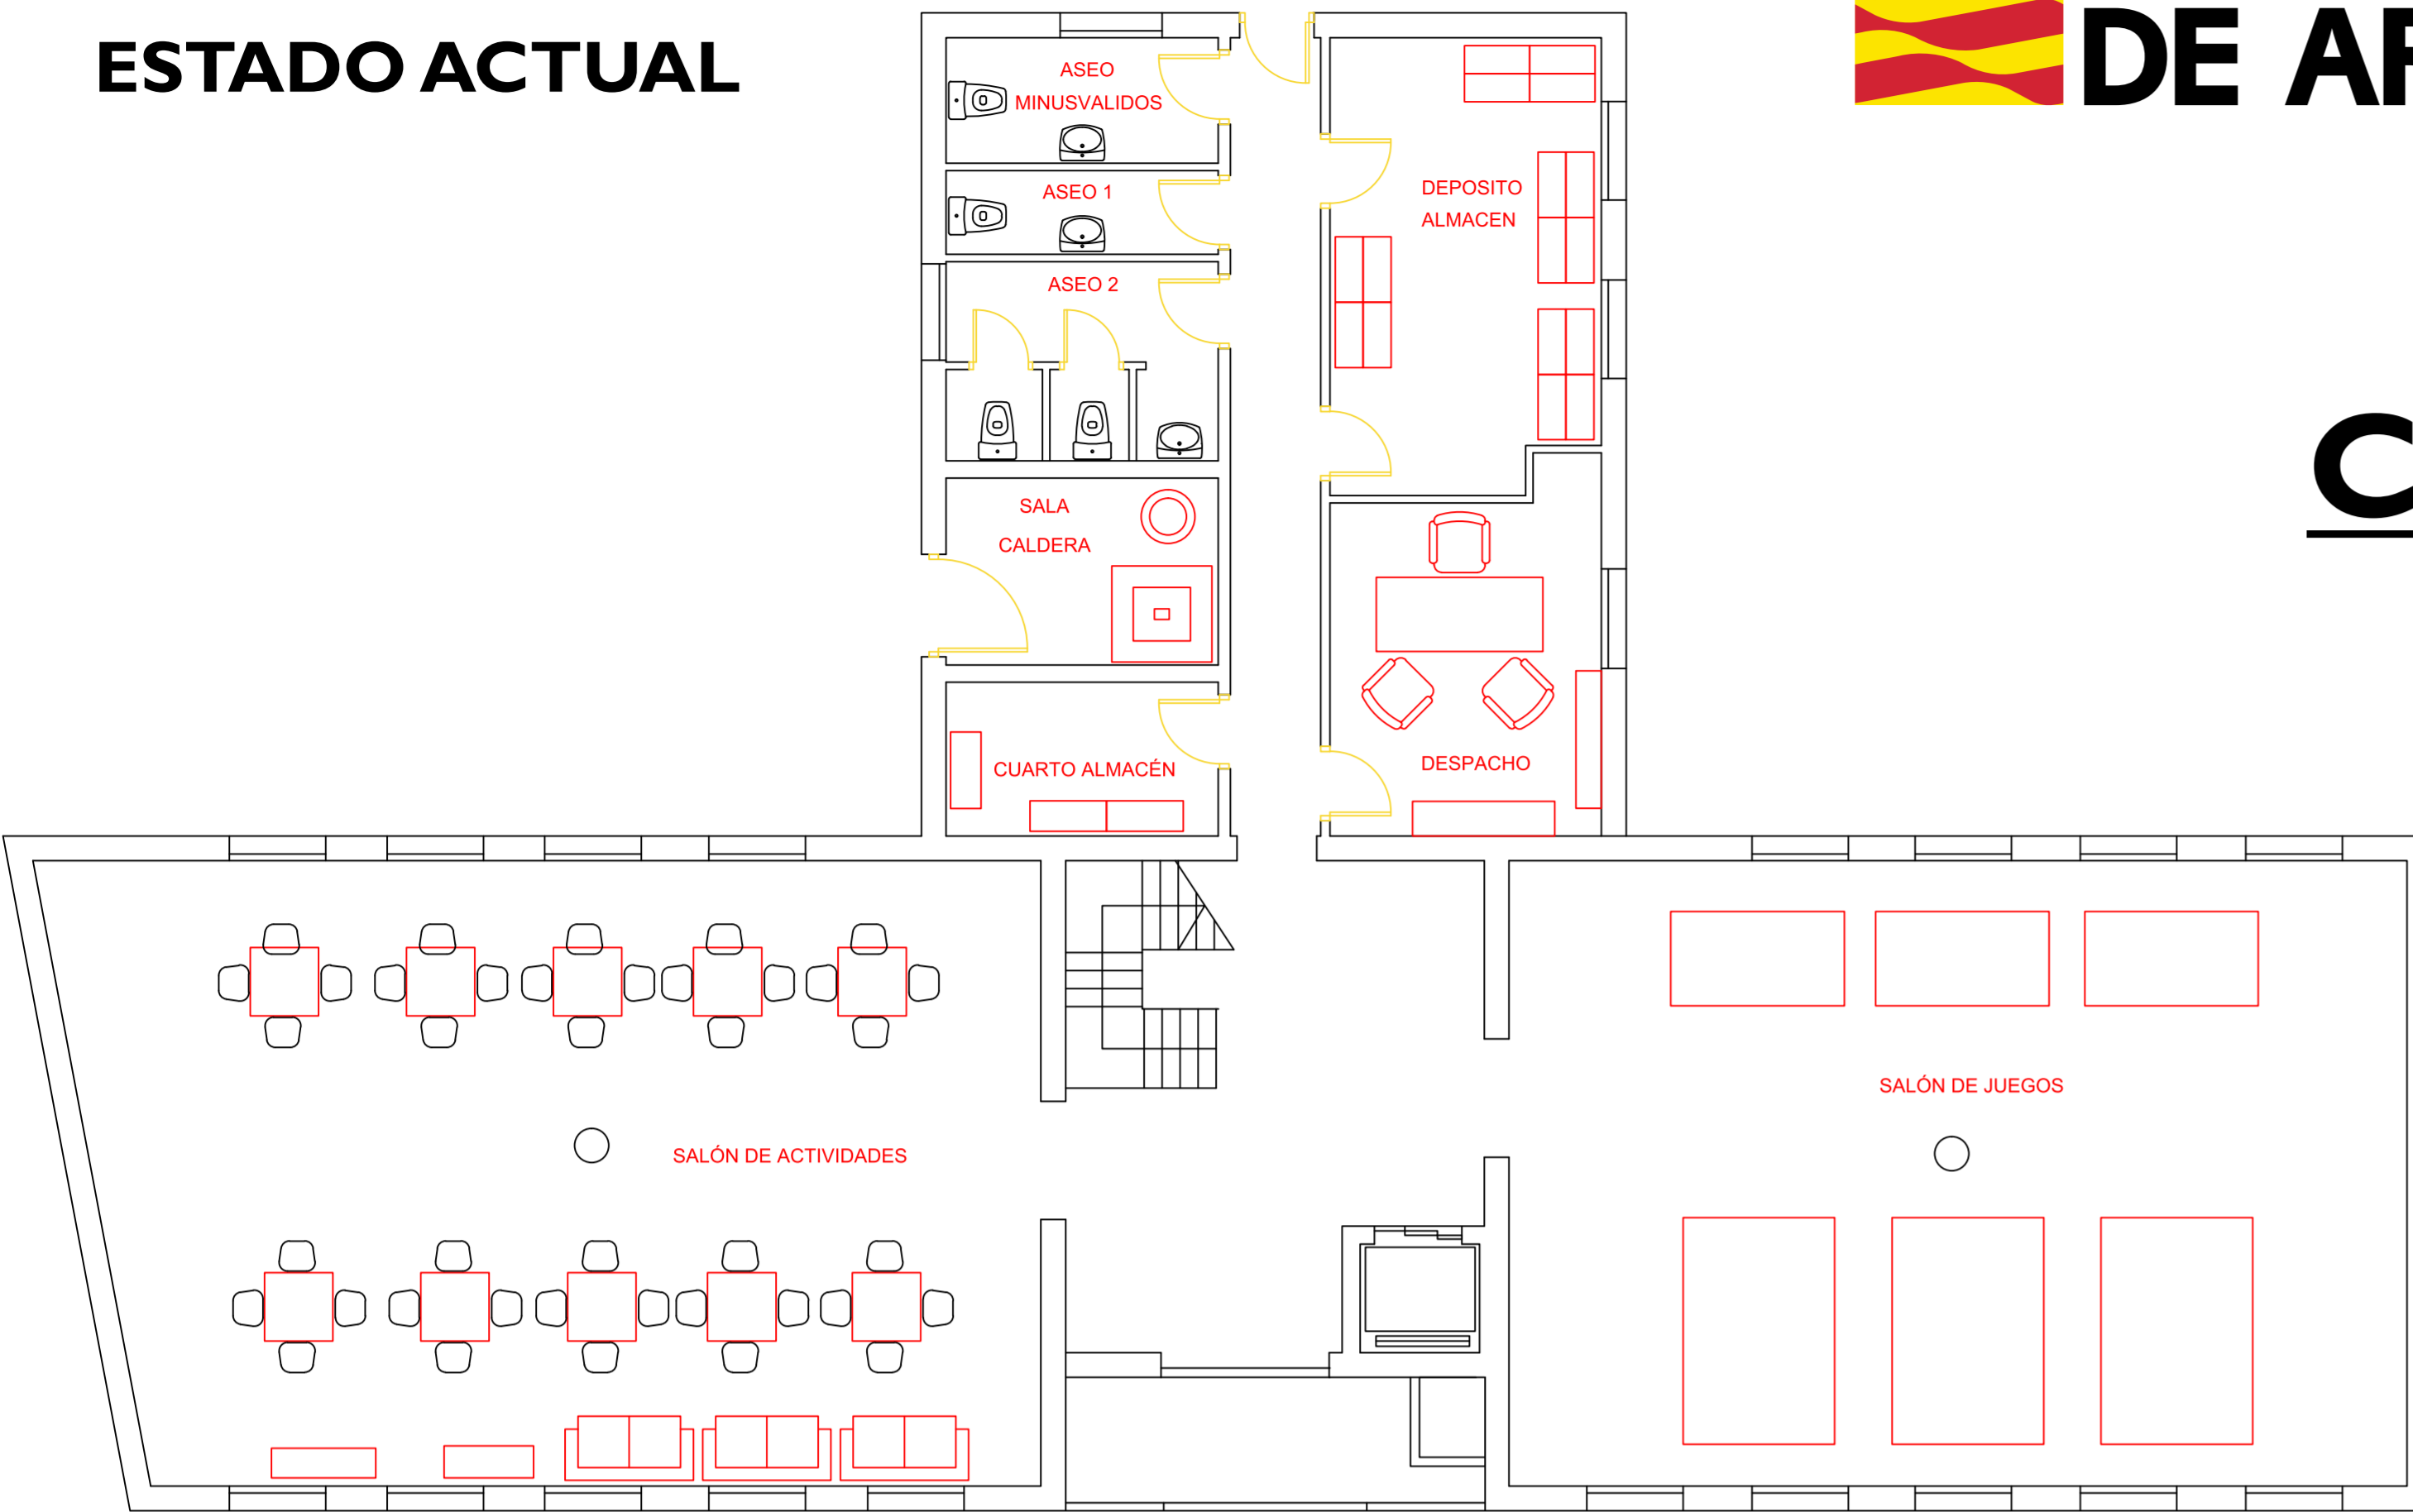 ESTADO ACTUAL
DE
ASEO
MINUSVALIDOS
DEPOSITO
ALMACEN
ASEO 1
ASEO 2
SALA
CALDERA
CUARTO ALMACÉN
DESPACHO
SALÓN DE JUEGOS
SALÓN DE ACTIVIDADES